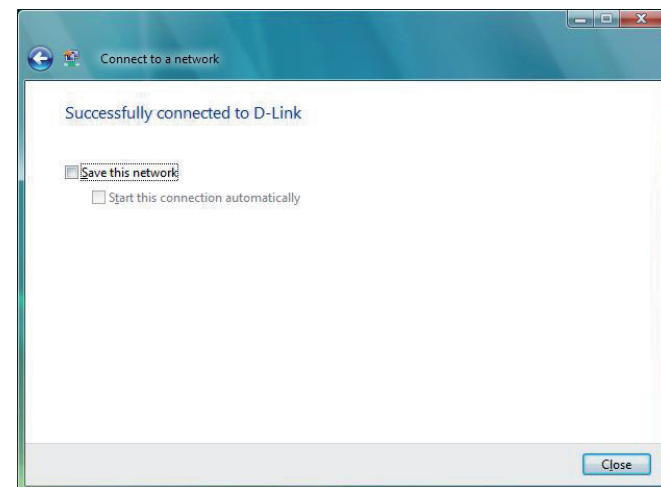 Connect to a network
Successfully connected to D-Link
Save this network
Start this connection automatically
Close